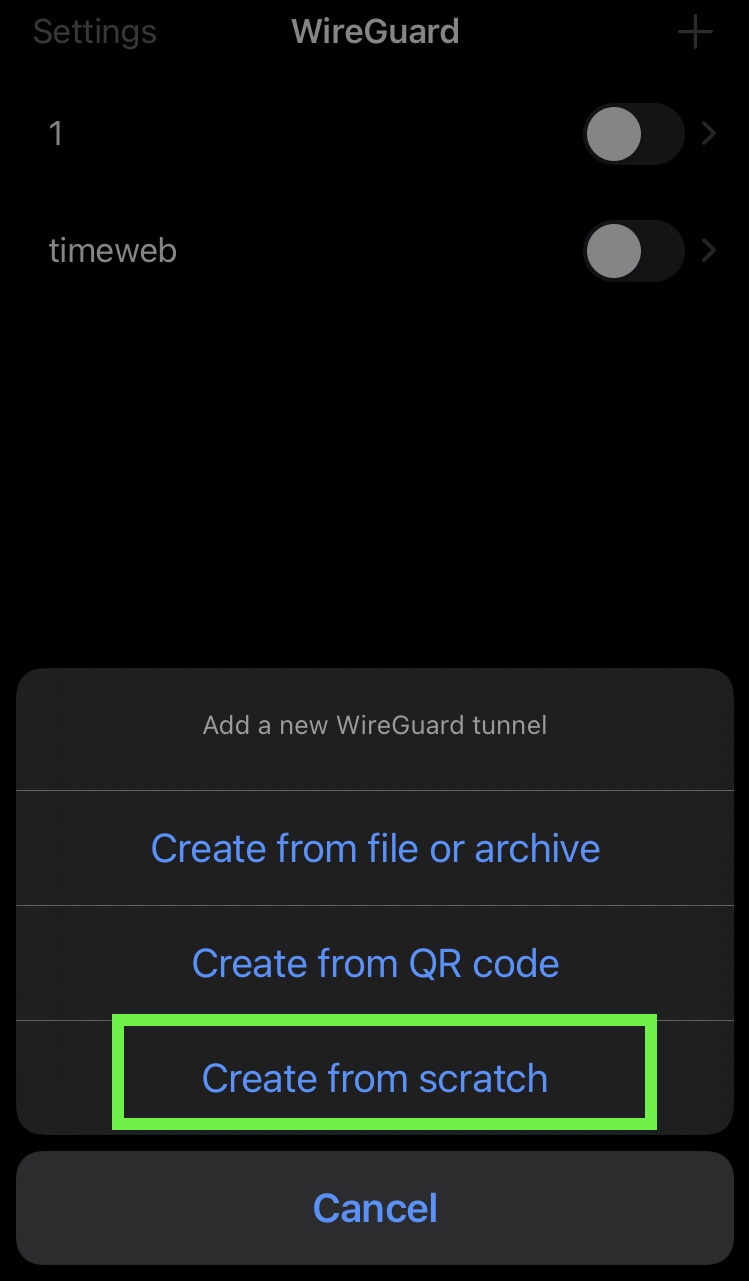 Settings WireGuard +
1
timeweb
Add a new WireGuard tunnel
Create from file or archive
Create from QR code
Create from scratch
Cancel